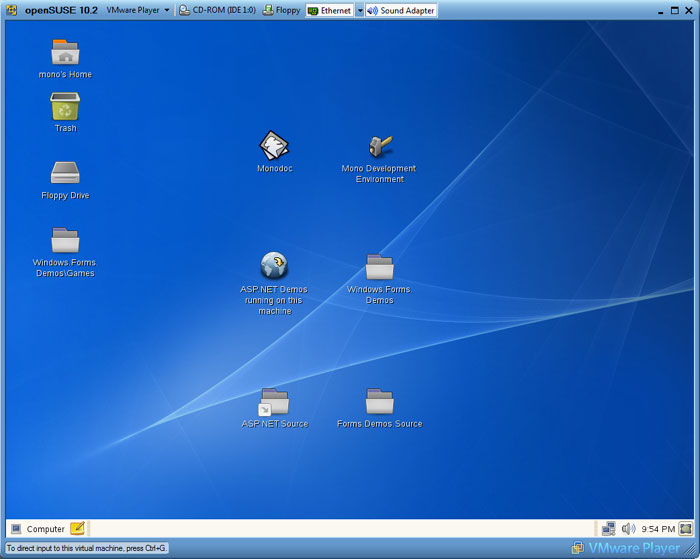 openSUSE 10.2 VMware Player CD-ROM (IDE 1:0) Floppy Ethernet Sound Adapter
mono's Home
Trash
Monodoc
Mono Development
Environment
Floppy Drive
Windows.Forms.
Demos\Games
ASP.NET Demos
running on this
machine
Windows.Forms.
Demos
ASP.NET.Source
Forms.Demos.Source
Computer
9:54 PM
To direct input to this virtual machine, press Ctrl+G.
VMware Player